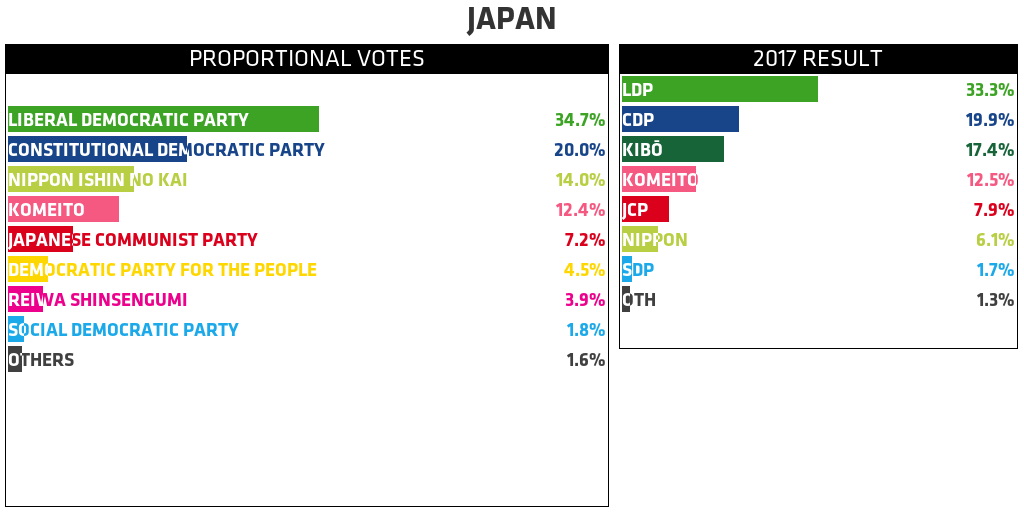 JAPAN
PROPORTIONAL VOTES
LIBERAL DEMOCRATIC PARTY 34.7%
CONSTITUTIONAL DEMOCRATIC PARTY 20.0%
NIPPON ISHIN NO KAI 14.0%
KOMEITO 12.4%
JAPANESE COMMUNIST PARTY 7.2%
DEMOCRATIC PARTY FOR THE PEOPLE 4.5%
REIWA SHINSENGUMI 3.9%
SOCIAL DEMOCRATIC PARTY 1.8%
OTHERS 1.6%
2017 RESULT
LDP 33.3%
CDP 19.9%
KIBŌ 17.4%
KOMEITO 12.5%
JCP 7.9%
NIPPON 6.1%
SDP 1.7%
OTH 1.3%